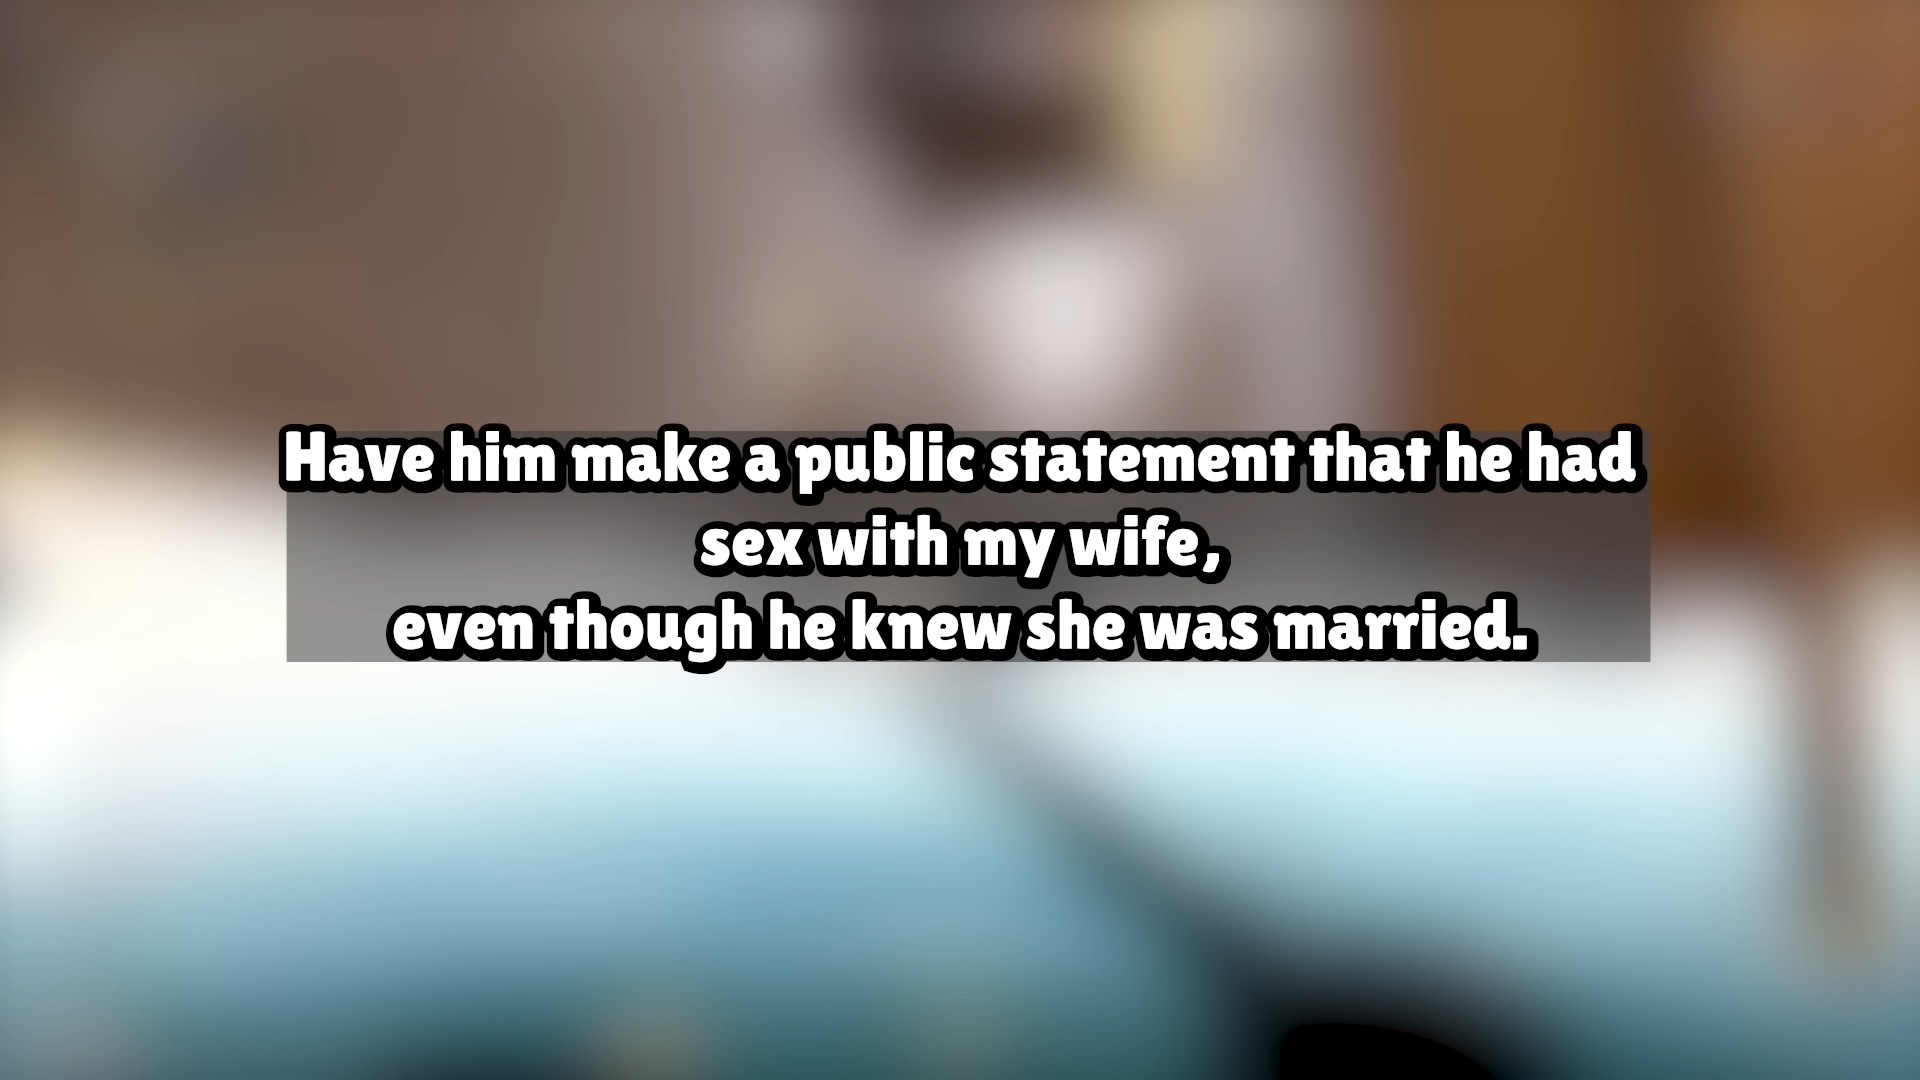 Have him make a public statement that he had
sex with my wife,
even though he knew she was married.